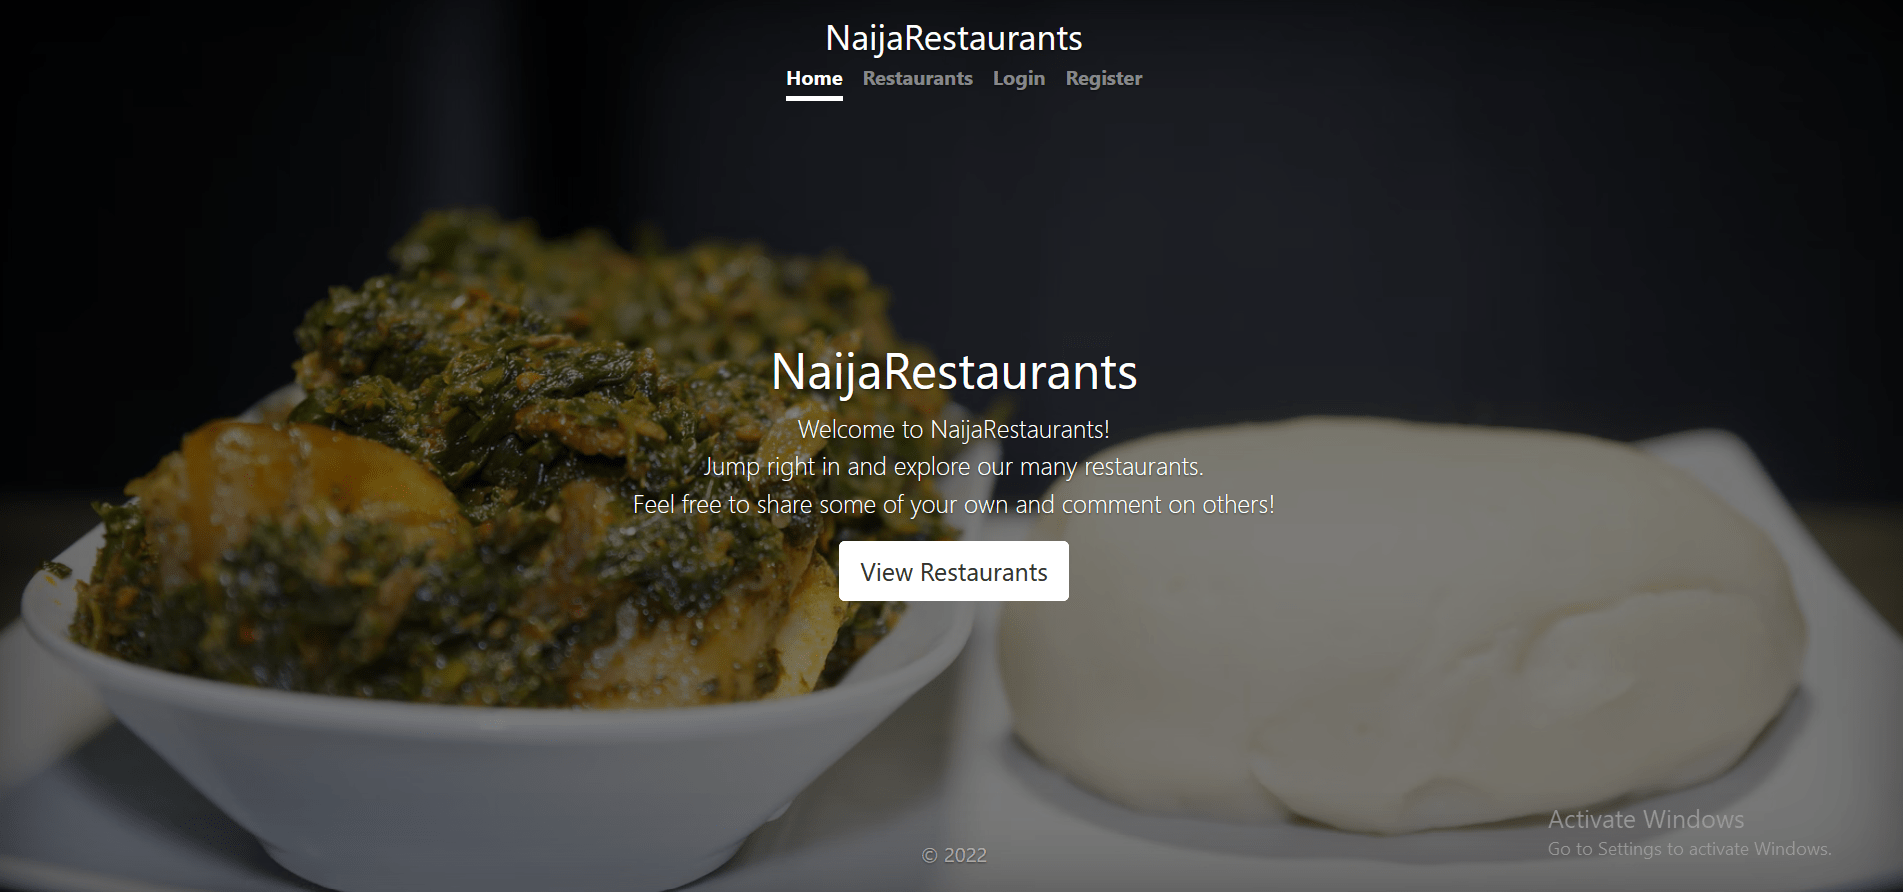 NaijaRestaurants
Home Restaurants Login Register
NaijaRestaurants
Welcome to NaijaRestaurants!
Jump right in and explore our many restaurants.
Feel free to share some of your own and comment on others!
View Restaurants
Activate Windows
Go to Settings to activate Windows.
© 2022